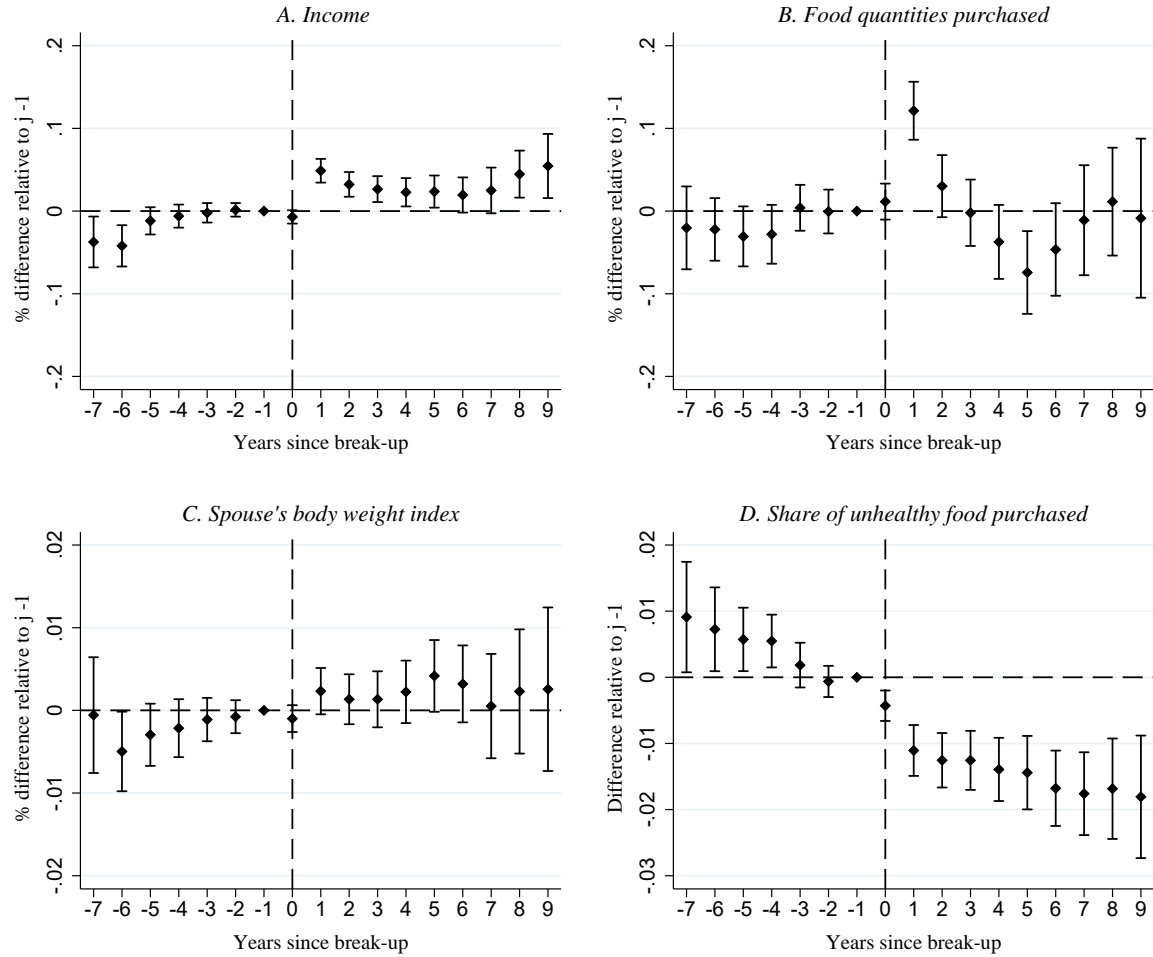 A. Income
% difference relative to j -1
.2
.1
0
-.1
-.2
-7 -6 -5 -4 -3 -2 -1 0 1 2 3 4 5 6 7 8 9
Years since break-up
B. Food quantities purchased
% difference relative to j -1
.2
.1
0
-.1
-.2
-7 -6 -5 -4 -3 -2 -1 0 1 2 3 4 5 6 7 8 9
Years since break-up
C. Spouse's body weight index
% difference relative to j -1
.02
.01
0
-.01
-.02
-7 -6 -5 -4 -3 -2 -1 0 1 2 3 4 5 6 7 8 9
Years since break-up
D. Share of unhealthy food purchased
Difference relative to j -1
.02
.01
0
-.01
-.02
-.03
-7 -6 -5 -4 -3 -2 -1 0 1 2 3 4 5 6 7 8 9
Years since break-up